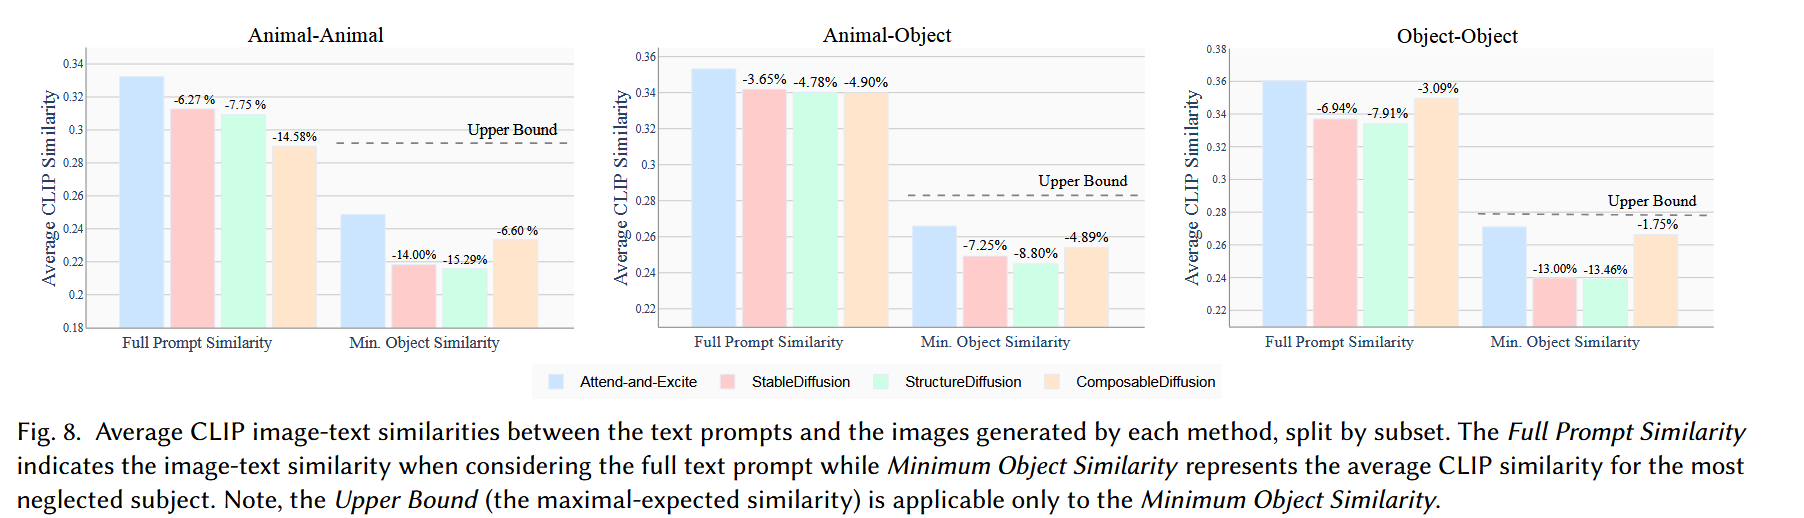 Animal-Animal
Average CLIP Similarity
0.34
0.32
0.3
0.28
0.26
0.24
0.22
0.2
0.18
-6.27 %
-7.75 %
-14.58%
Upper Bound
-14.00%
-15.29%
-6.60 %
Full Prompt Similarity
Min. Object Similarity
Animal-Object
Average CLIP Similarity
0.36
0.34
0.32
0.3
0.28
0.26
0.24
0.22
-3.65%
-4.78%
-4.90%
Upper Bound
-7.25%
-8.80%
-4.89%
Full Prompt Similarity
Min. Object Similarity
Object-Object
Average CLIP Similarity
0.38
0.36
0.34
0.32
0.3
0.28
0.26
0.24
0.22
-6.94%
-7.91%
-3.09%
Upper Bound
-13.00%
-13.46%
-1.75%
Full Prompt Similarity
Min. Object Similarity
Attend-and-Excite
StableDiffusion
StructureDiffusion
ComposableDiffusion
Fig. 8. Average CLIP image-text similarities between the text prompts and the images generated by each method, split by subset. The Full Prompt Similarity
indicates the image-text similarity when considering the full text prompt while Minimum Object Similarity represents the average CLIP similarity for the most
neglected subject. Note, the Upper Bound (the maximal-expected similarity) is applicable only to the Minimum Object Similarity.